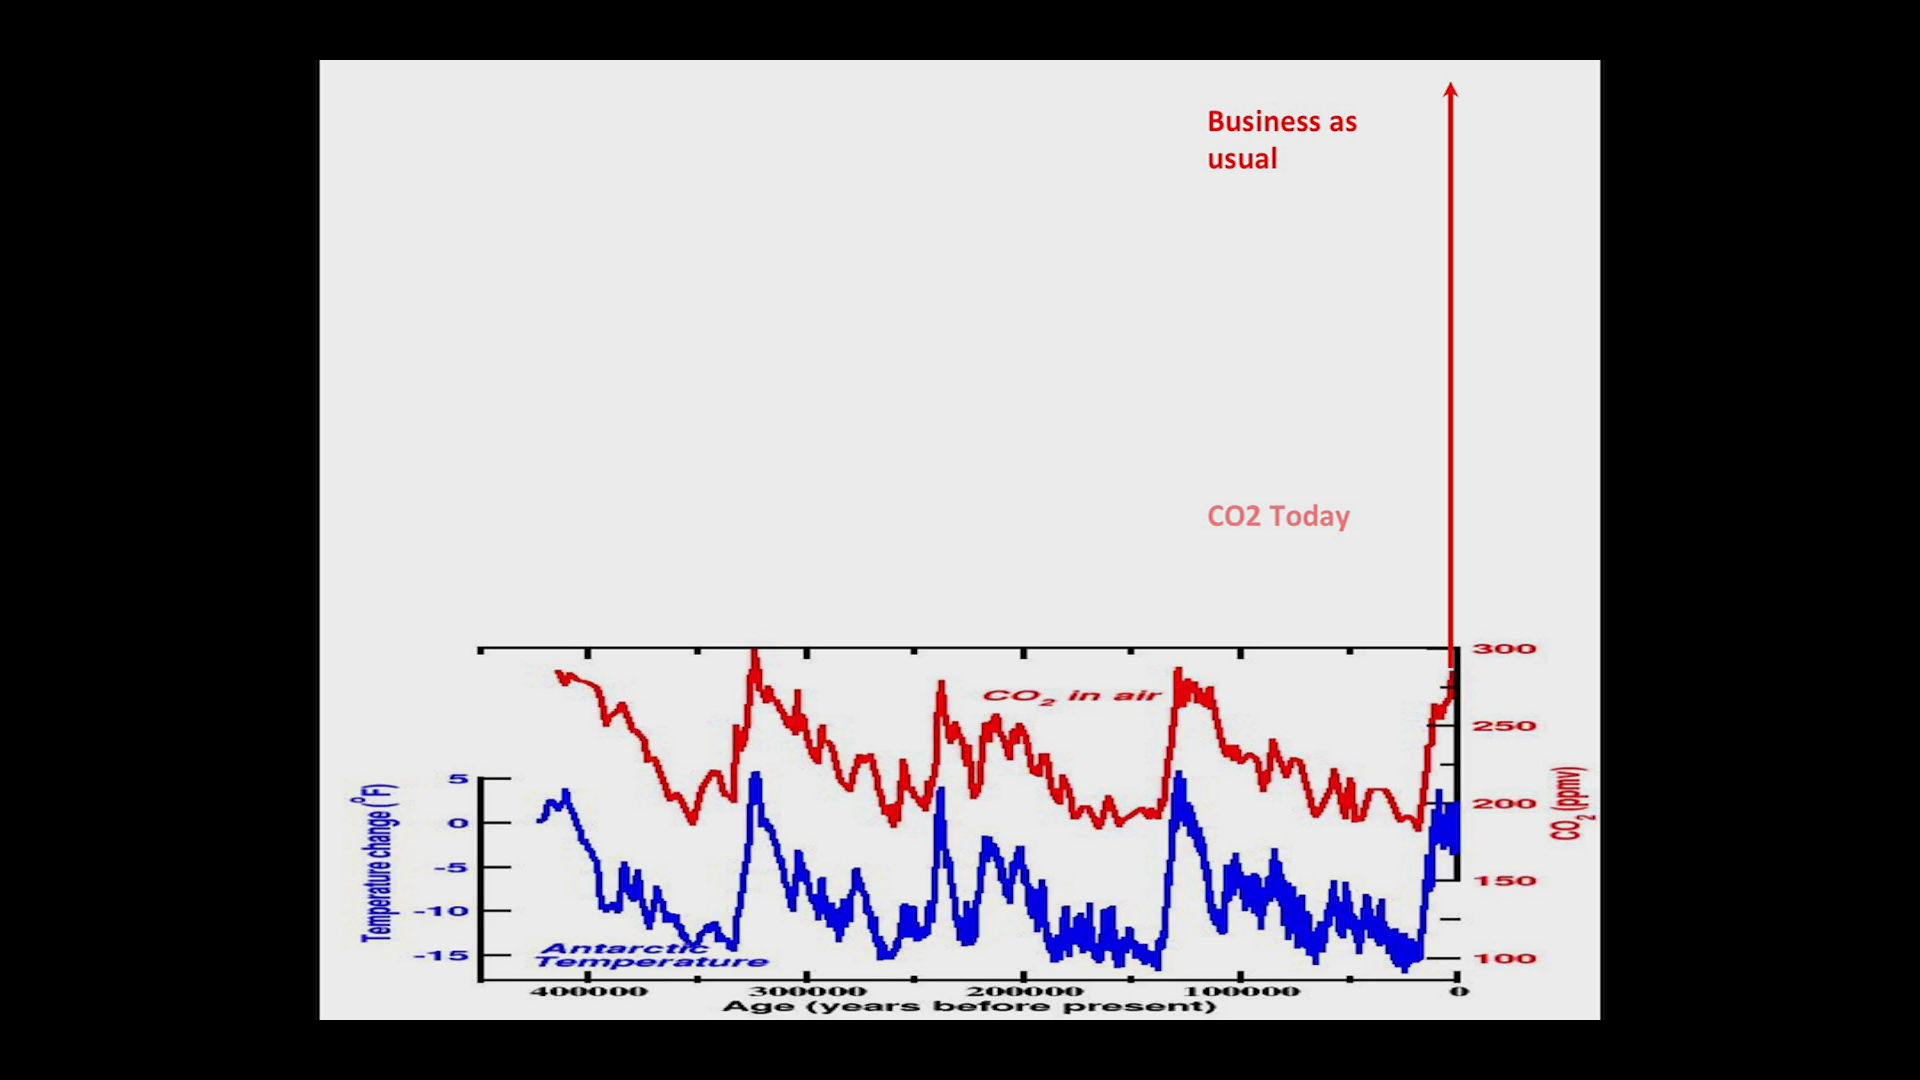 Business as
usual
CO2 Today
300
CO2 in air
250
5
200
0
Temperature change (°F)
CO2 (ppmv)
-5
150
-10
Antarctic
-15
100
Temperature
400000 300000 200000 100000 0
Age (years before present)